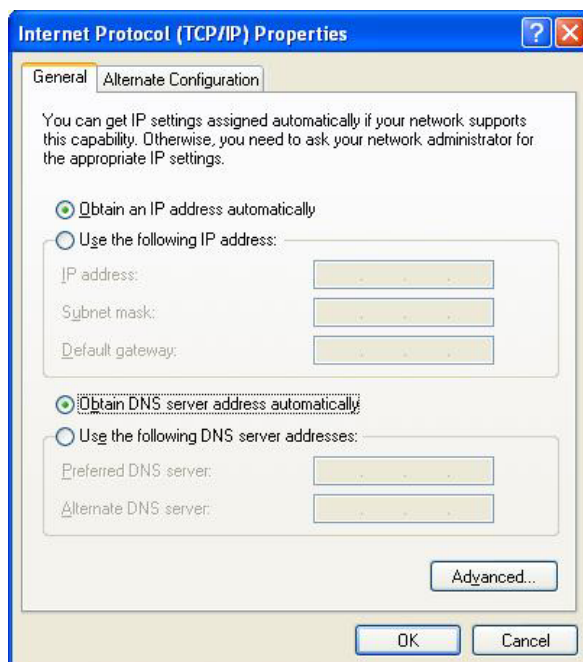 Internet Protocol (TCP/IP) Properties
General Alternate Configuration
You can get IP settings assigned automatically if your network supports
this capability. Otherwise, you need to ask your network administrator for
the appropriate IP settings.
Obtain an IP address automatically
Use the following IP address:
IP address:
Subnet mask:
Default gateway:
Obtain DNS server address automatically
Use the following DNS server addresses:
Preferred DNS server:
Alternate DNS server:
Advanced...
OK Cancel